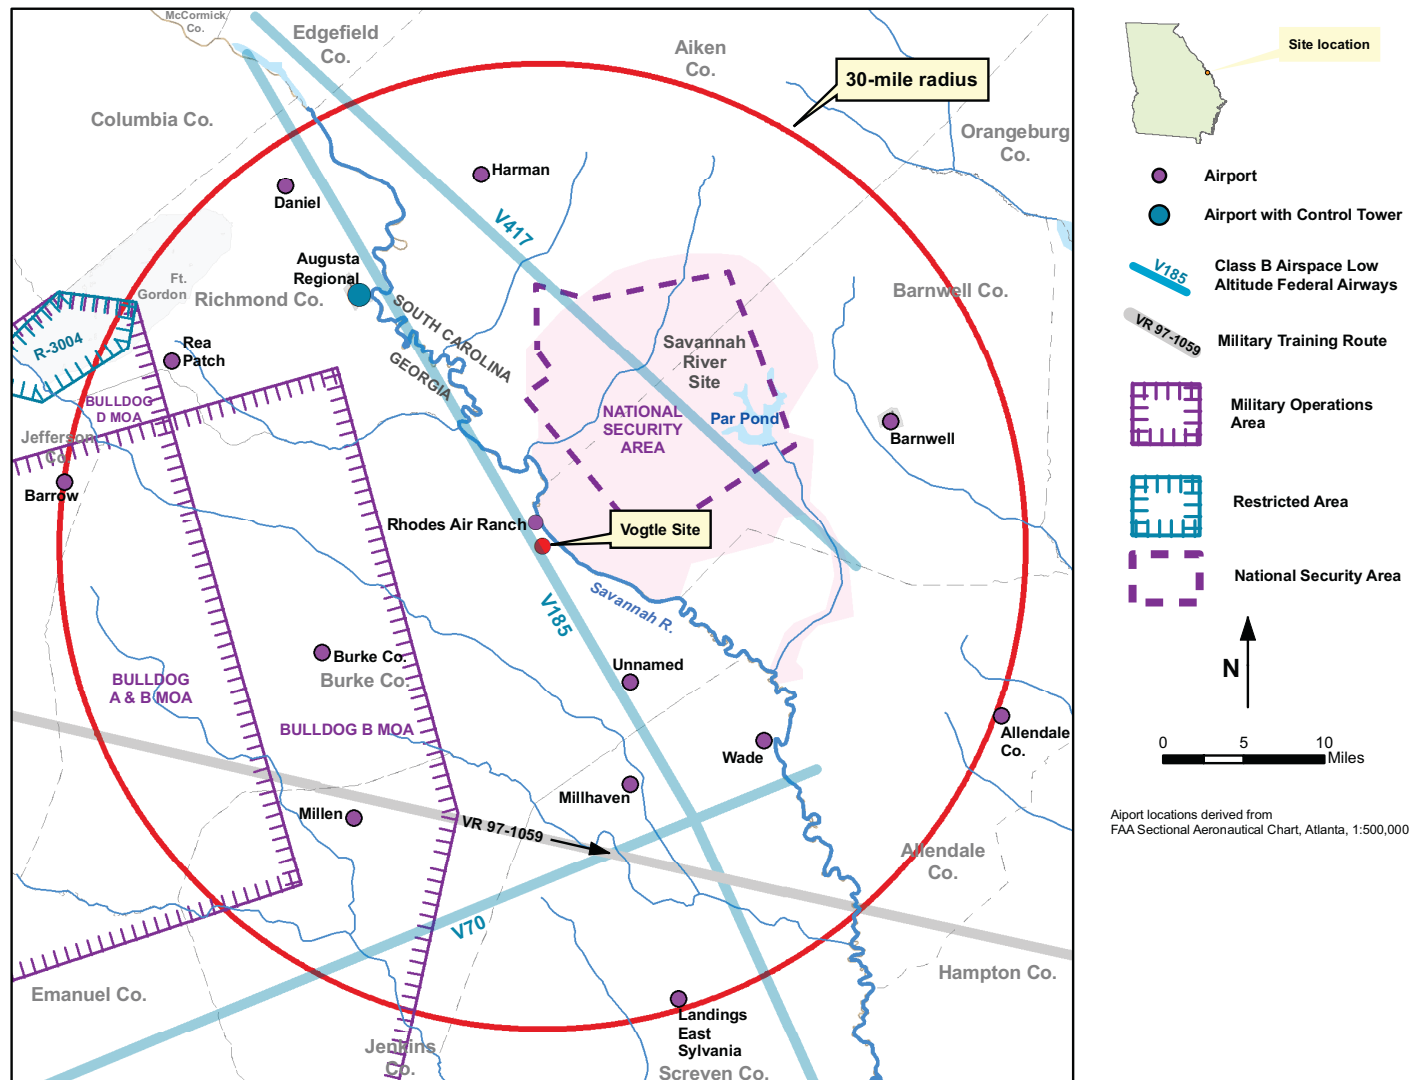 McCormick
Co.
Edgefield
Co.
Aiken
Co.
30-mile radius
Columbia Co.
Orangeburg
Co.
Harman
Daniel
V417
Augusta
Regional
Ft.
Gordon
Richmond Co.
SOUTH CAROLINA
GEORGIA
Barnwell Co.
R-3004
Rea
Patch
Savannah
River
Site
BULLDOG
D MOA
NATIONAL
SECURITY
AREA
Par Pond
Barnwell
Jefferson
Co.
Barrow
Rhodes Air Ranch
Vogtle Site
V185
Savannah R.
Burke Co.
Burke Co.
Unnamed
BULLDOG
A & B MOA
BULLDOG B MOA
Wade
Allendale
Co.
Millhaven
Millen
VR 97-1059
Allendale
Co.
V70
Hampton Co.
Emanuel Co.
Landings
East
Sylvania
Jenkins
Co.
Screven Co.
Site location
Airport
Airport with Control Tower
V185
Class B Airspace Low
Altitude Federal Airways
VR 97-1059
Military Training Route
Military Operations
Area
Restricted Area
National Security Area
N
0 5 10
Miles
Aiport locations derived from
FAA Sectional Aeronautical Chart, Atlanta, 1:500,000